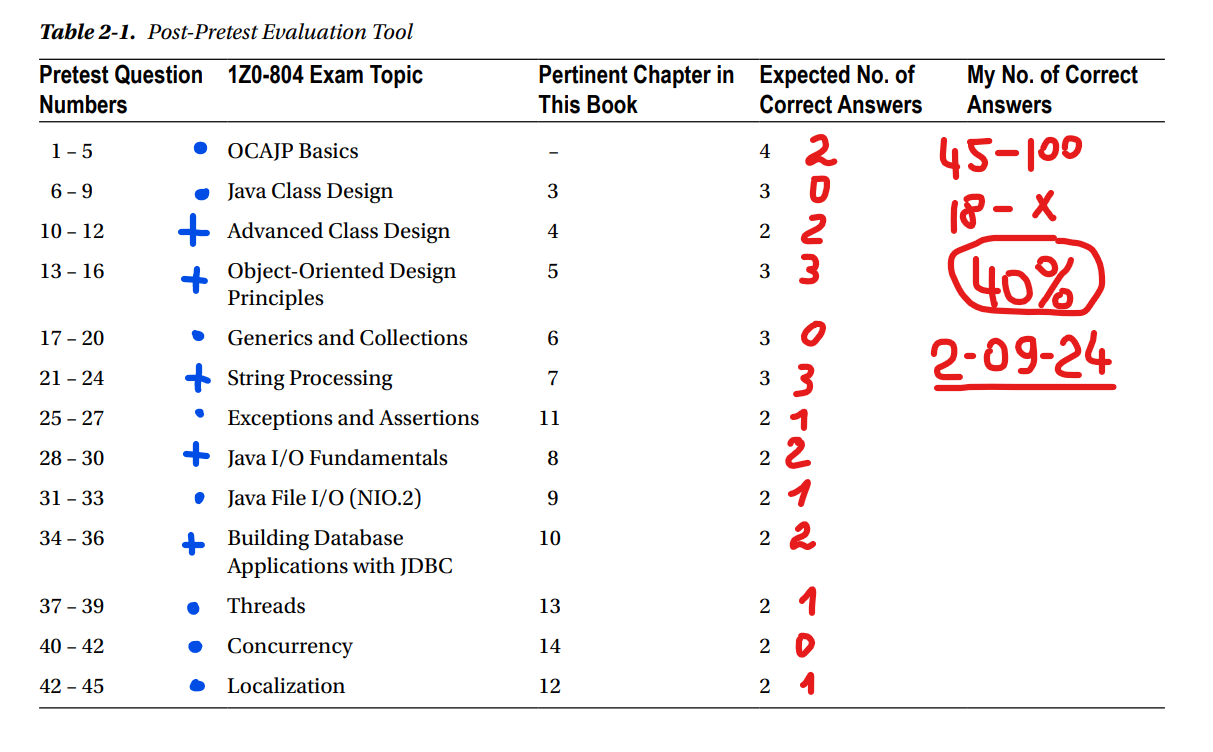 Table 2-1. Post-Pretest Evaluation Tool
Pretest Question Numbers 1Z0-804 Exam Topic Pertinent Chapter in This Book Expected No. of Correct Answers My No. of Correct Answers
1 – 5 OCAJP Basics – 4 2 45-100
6 – 9 Java Class Design 3 3 0
18 - x
10 – 12 + Advanced Class Design 4 2 2
13 – 16 + Object-Oriented Design Principles 5 3 3 40%
17 – 20 Generics and Collections 6 3 0
2-09-24
21 – 24 + String Processing 7 3 3
25 – 27 Exceptions and Assertions 11 2 1
28 – 30 + Java I/O Fundamentals 8 2 2
31 – 33 Java File I/O (NIO.2) 9 2 1
34 – 36 + Building Database Applications with JDBC 10 2 2
37 – 39 Threads 13 2 1
40 – 42 Concurrency 14 2 0
42 – 45 Localization 12 2 1